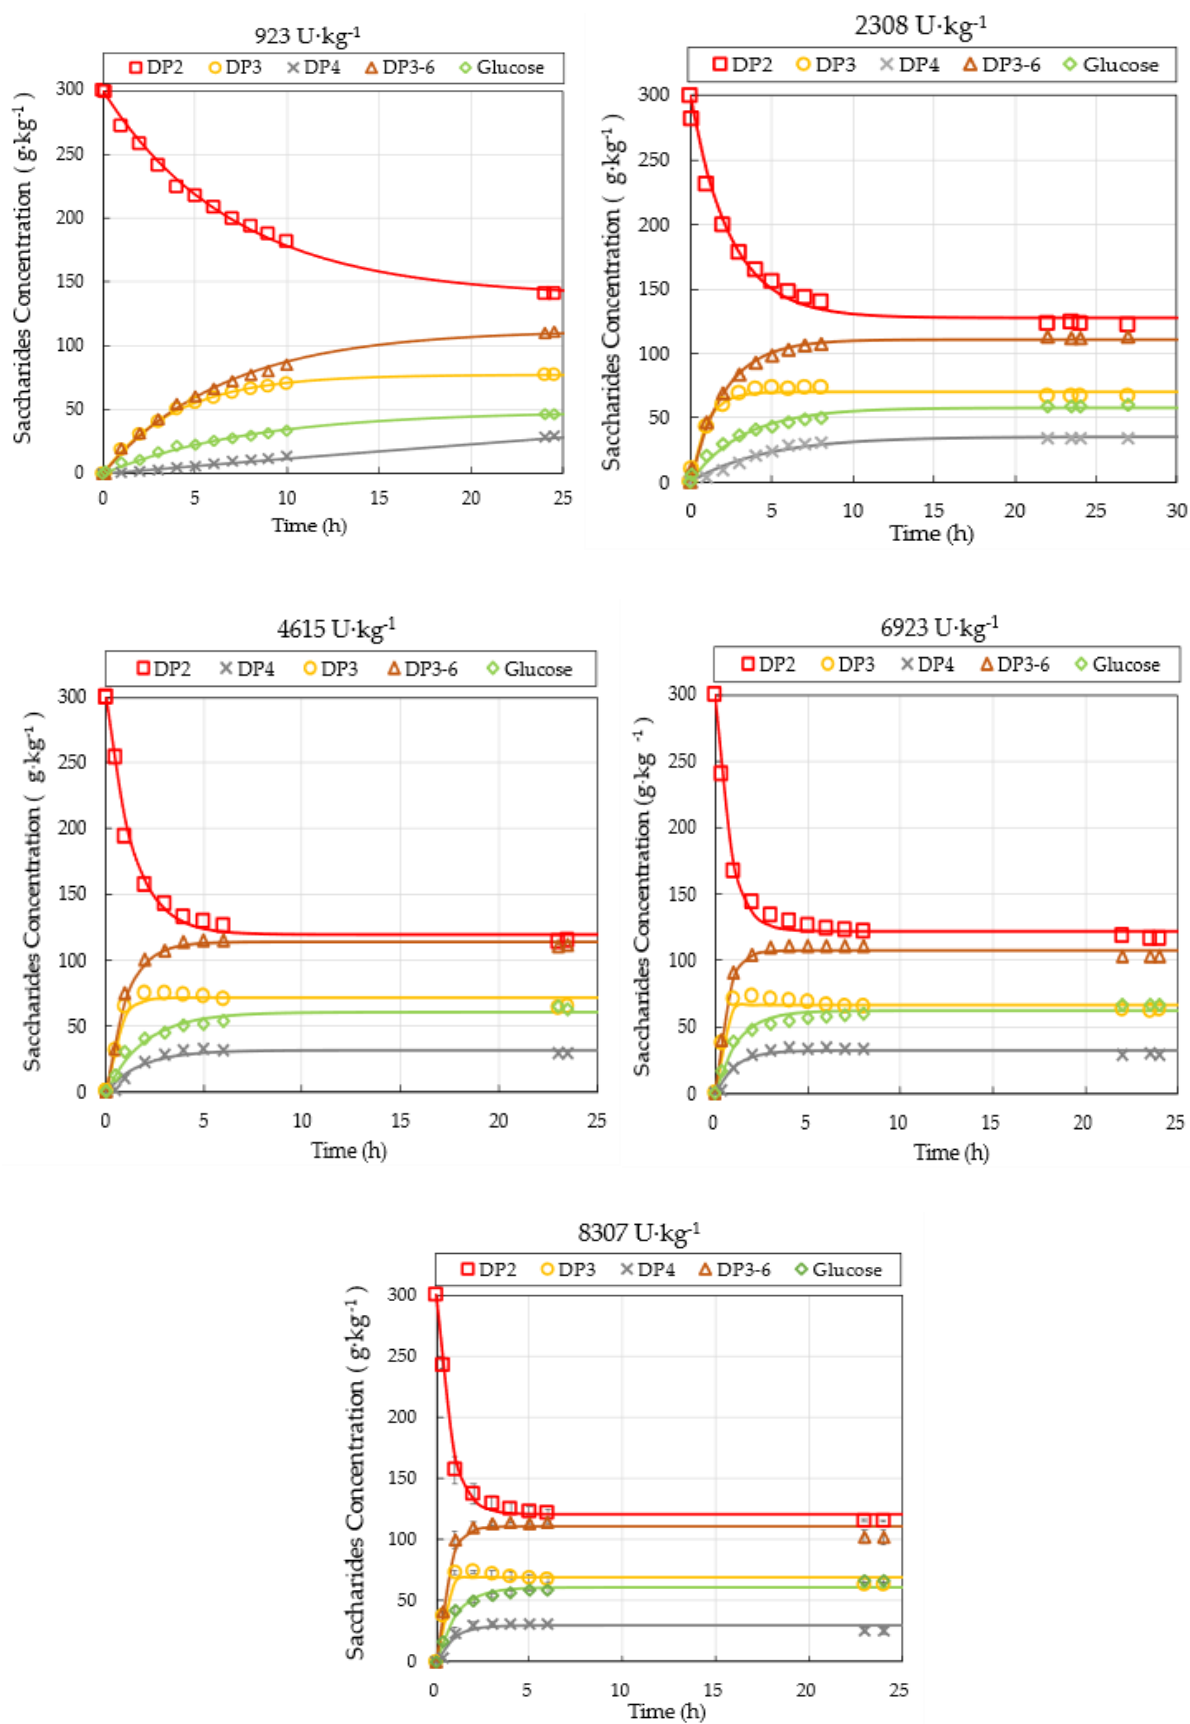 923 U·kg-1
DP2 DP3 DP4 DP3-6 Glucose
Saccharides Concentration ( g·kg-1)
300
250
200
150
100
50
0
0 5 10 15 20 25
Time (h)
2308 U·kg-1
DP2 DP3 DP4 DP3-6 Glucose
Saccharides Concentration ( g·kg-1)
300
250
200
150
100
50
0
0 5 10 15 20 25 30
Time (h)
4615 U·kg-1
DP2 DP4 DP3 DP3-6 Glucose
Saccharides Concentration ( g·kg-1)
300
250
200
150
100
50
0
0 5 10 15 20 25
Time (h)
6923 U·kg-1
DP2 DP3 DP4 DP3-6 Glucose
Saccharides Concentration (g·kg -1)
300
250
200
150
100
50
0
0 5 10 15 20 25
Time (h)
8307 U·kg-1
DP2 DP3 DP4 DP3-6 Glucose
Saccharides Concentration ( g·kg-1)
300
250
200
150
100
50
0
0 5 10 15 20 25
Time (h)